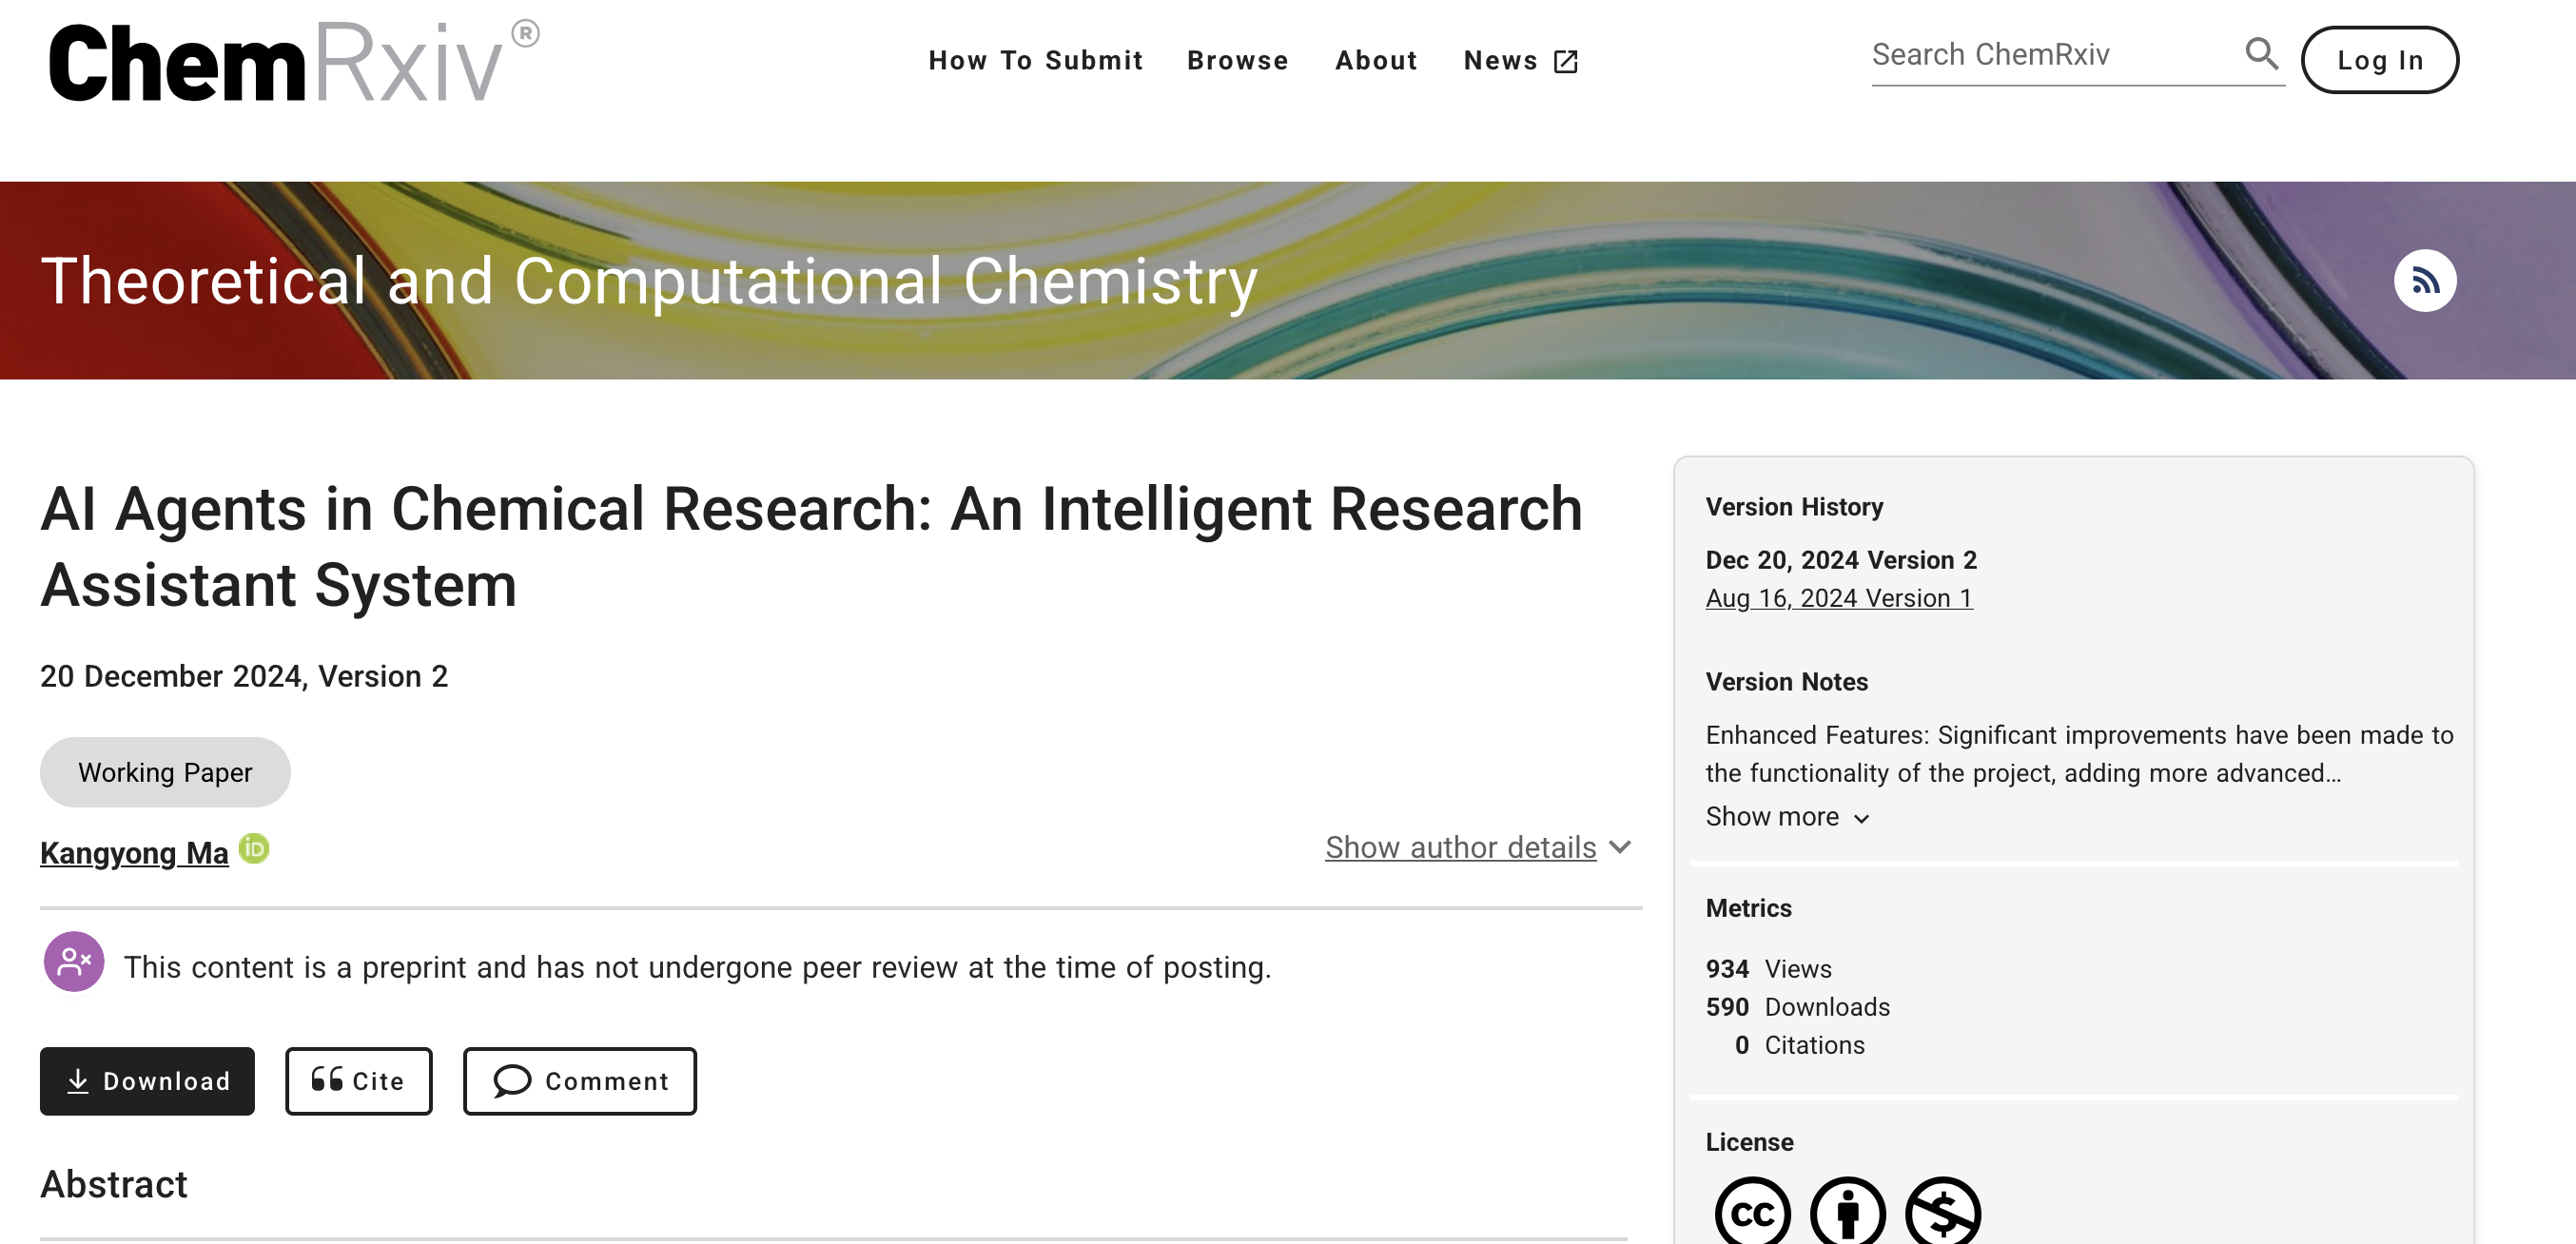 ChemRxiv®
How To Submit Browse About News
Search ChemRxiv
Log In
Theoretical and Computational Chemistry
AI Agents in Chemical Research: An Intelligent Research
Assistant System
20 December 2024, Version 2
Working Paper
Kangyong Ma iD
Show author details
This content is a preprint and has not undergone peer review at the time of posting.
Download
Cite
Comment
Abstract
Version History
Dec 20, 2024 Version 2
Aug 16, 2024 Version 1
Version Notes
Enhanced Features: Significant improvements have been made to
the functionality of the project, adding more advanced...
Show more
Metrics
934 Views
590 Downloads
0 Citations
License
cc